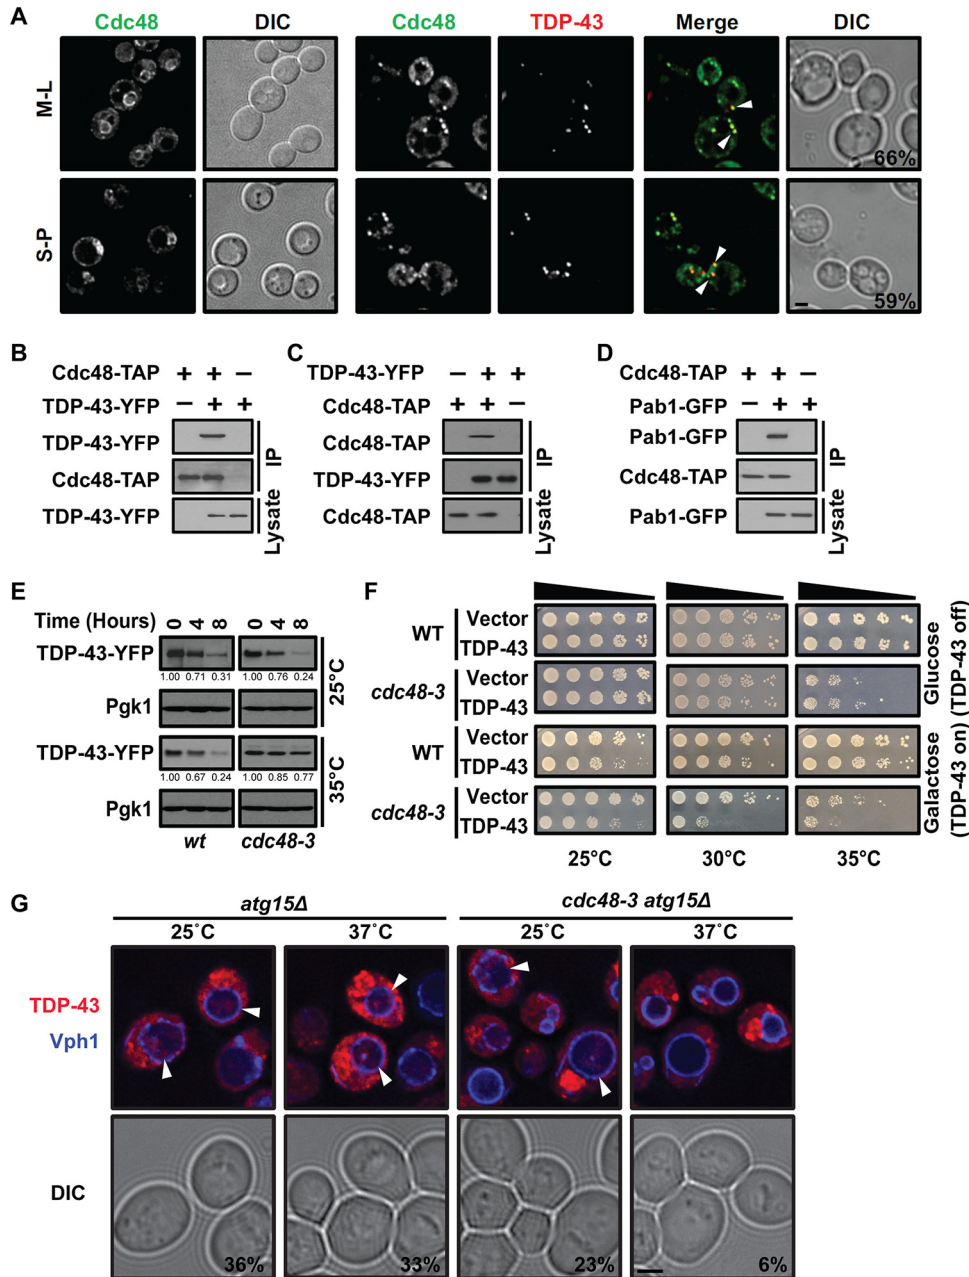 A
Cdc48 DIC Cdc48 TDP-43 Merge DIC
M-L
66%
S-P
59%
B
Cdc48-TAP + + −
TDP-43-YFP − + +
TDP-43-YFP
Cdc48-TAP
TDP-43-YFP
IP
Lysate
C
TDP-43-YFP − + +
Cdc48-TAP + + −
Cdc48-TAP
TDP-43-YFP
Cdc48-TAP
IP
Lysate
D
Cdc48-TAP + + −
Pab1-GFP − + +
Pab1-GFP
Cdc48-TAP
Pab1-GFP
IP
Lysate
E
Time (Hours) 0 4 8 0 4 8
TDP-43-YFP
1.00 0.71 0.31 1.00 0.76 0.24
Pgk1
25°C
TDP-43-YFP
1.00 0.67 0.24 1.00 0.85 0.77
Pgk1
35°C
wt cdc48-3
F
WT Vector
TDP-43
cdc48-3 Vector
TDP-43
Glucose
(TDP-43 off)
WT Vector
TDP-43
cdc48-3 Vector
TDP-43
Galactose
(TDP-43 on)
25°C 30°C 35°C
G
atg15Δ cdc48-3 atg15Δ
25˚C 37˚C 25˚C 37˚C
TDP-43
Vph1
DIC
36% 33% 23% 6%